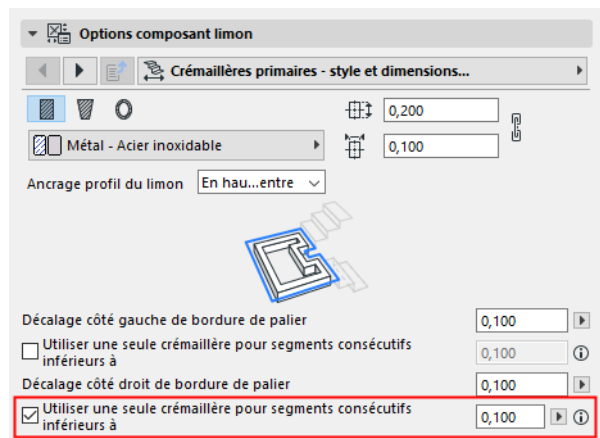 Options composant limon
Crémaillères primaires - style et dimensions...
0,200
Métal - Acier inoxidable
0,100
Ancrage profil du limon En hau...entre
Décalage côté gauche de bordure de palier 0,100
Utiliser une seule crémaillère pour segments consécutifs
inférieurs à 0,100
Décalage côté droit de bordure de palier 0,100
Utiliser une seule crémaillère pour segments consécutifs
inférieurs à 0,100